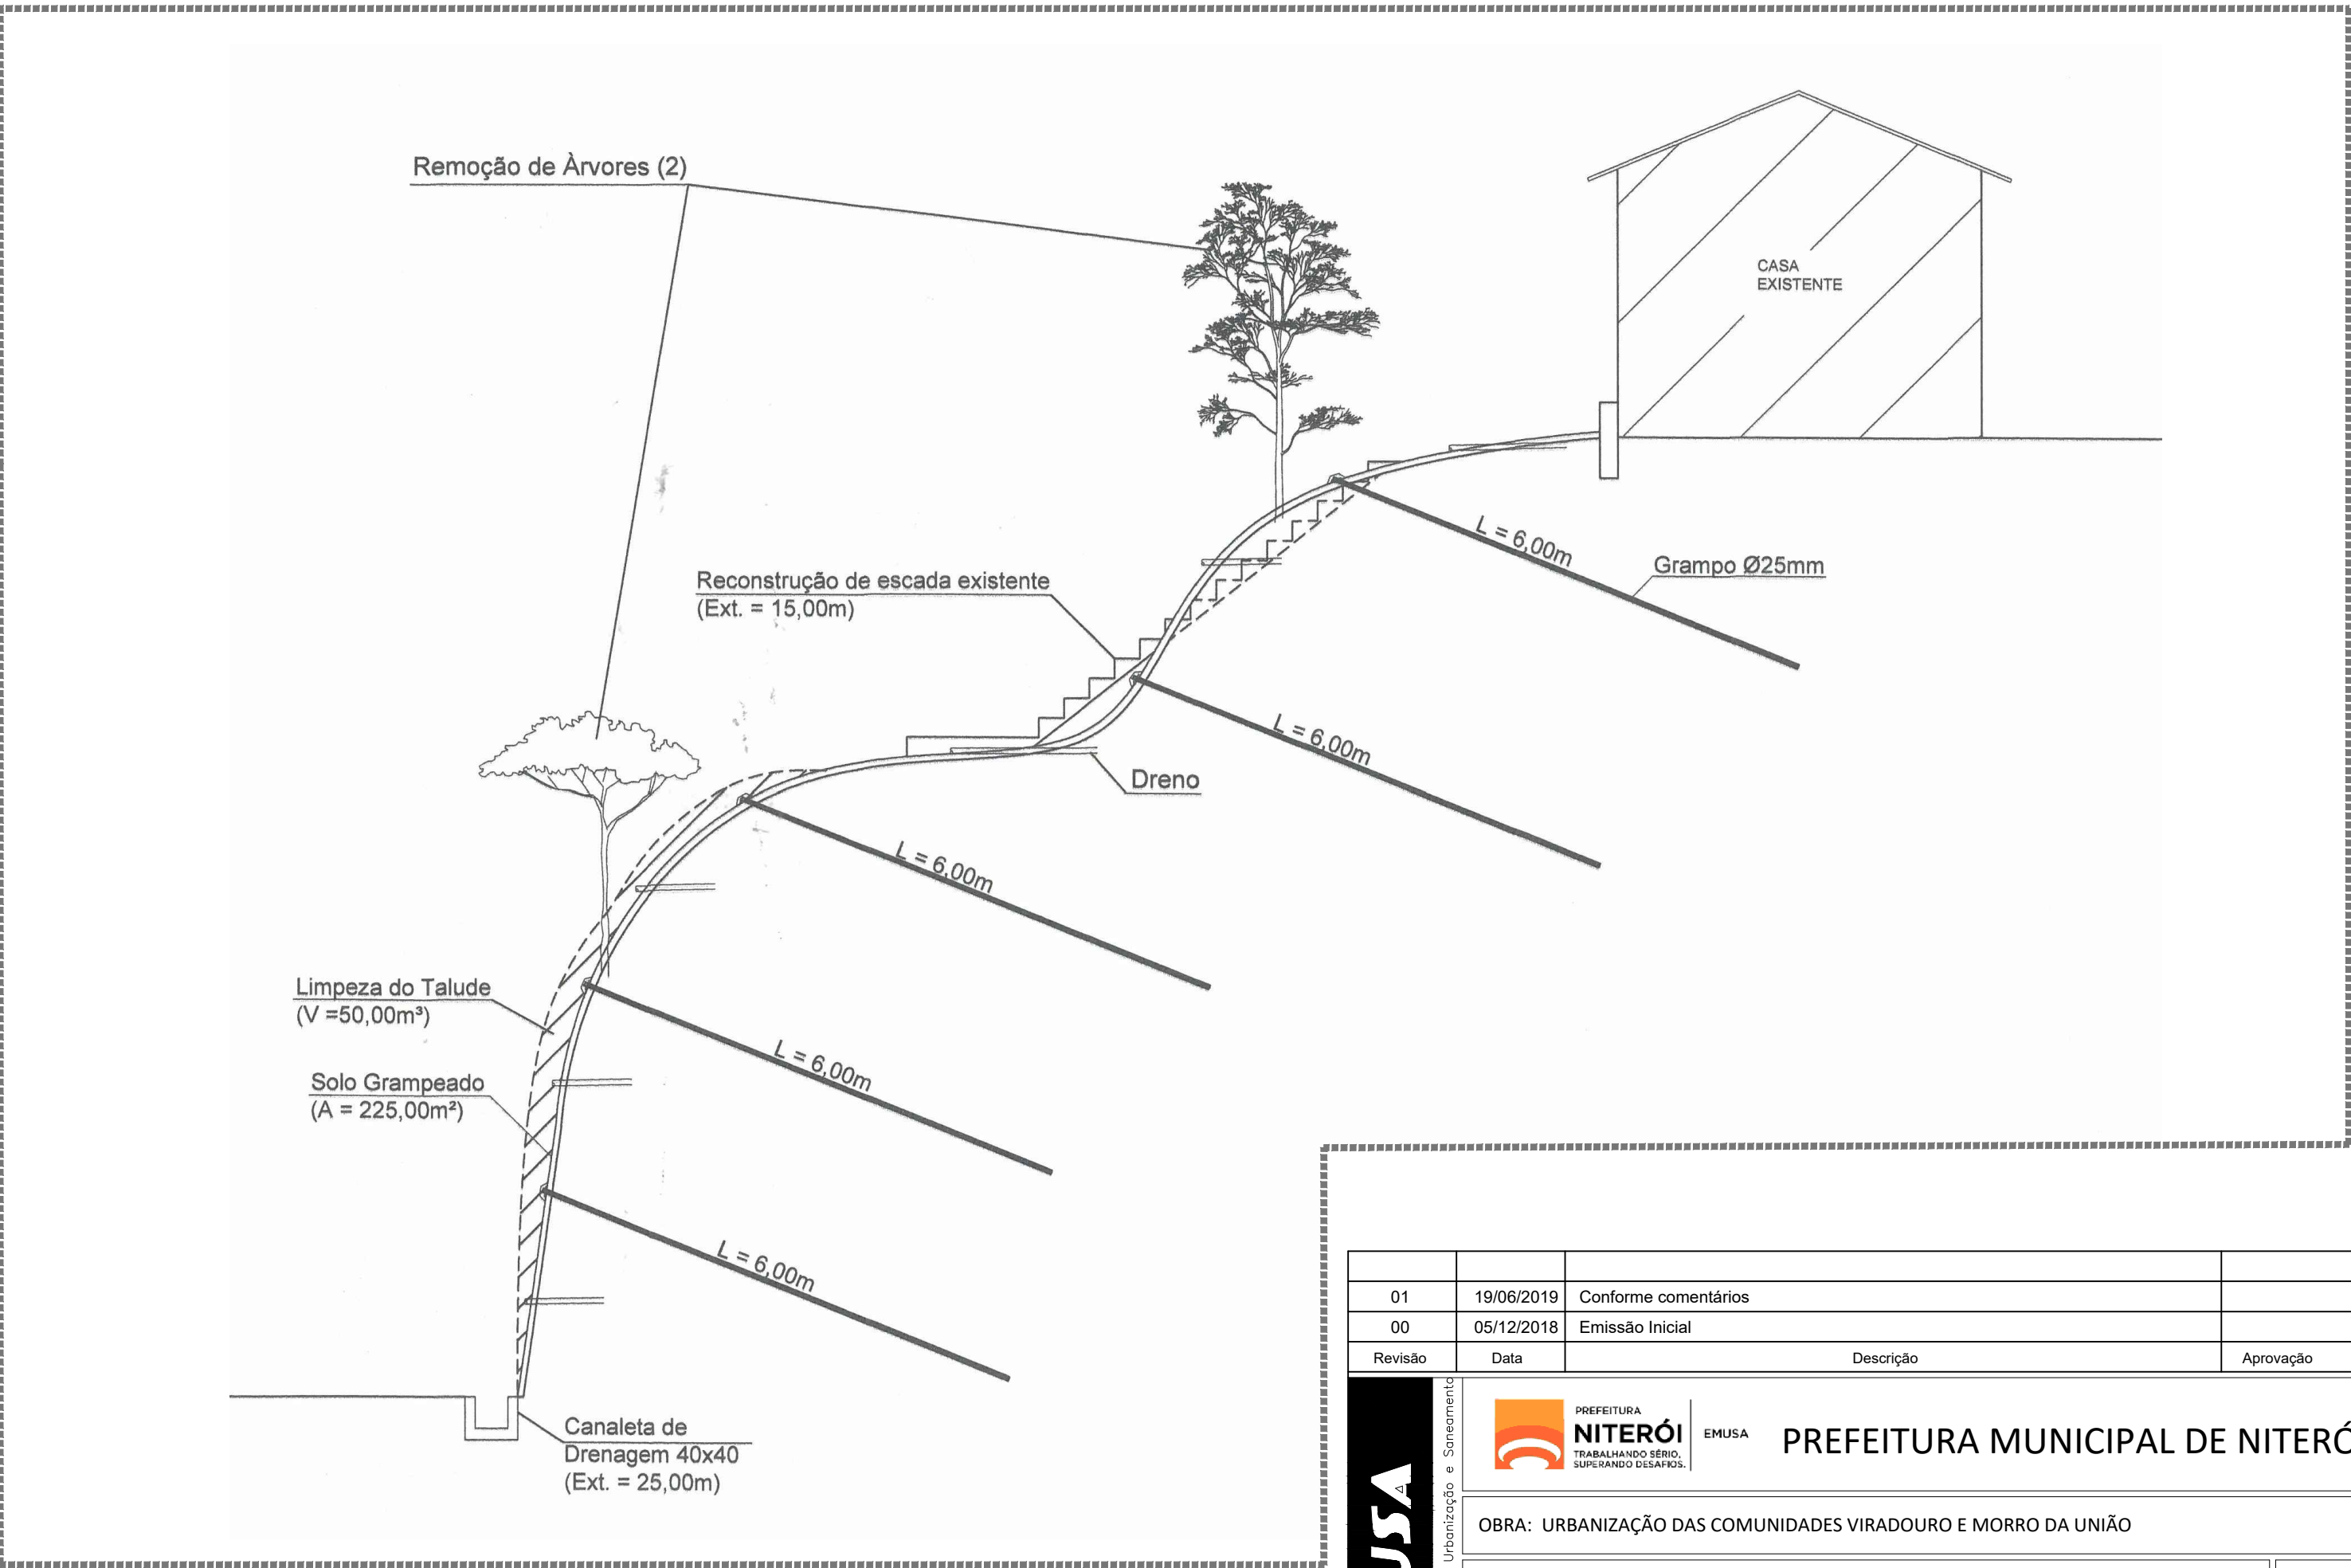 Remoção de Àrvores (2)
CASA
EXISTENTE
L = 6,00m
Grampo Ø25mm
Reconstrução de escada existente
(Ext. = 15,00m)
L = 6,00m
Dreno
L = 6,00m
Limpeza do Talude
(V =50,00m³)
L = 6,00m
Solo Grampeado
(A = 225,00m²)
L = 6,00m
Canaleta de
Drenagem 40x40
(Ext. = 25,00m)
01 19/06/2019 Conforme comentários
00 05/12/2018 Emissão Inicial
Revisão Data Descrição Aprovação
USA
Urbanização e Saneamento
PREFEITURA
NITERÓI
TRABALHANDO SÉRIO,
SUPERANDO DESAFIOS.
EMUSA
PREFEITURA MUNICIPAL DE NITERÓ
OBRA: URBANIZAÇÃO DAS COMUNIDADES VIRADOURO E MORRO DA UNIÃO